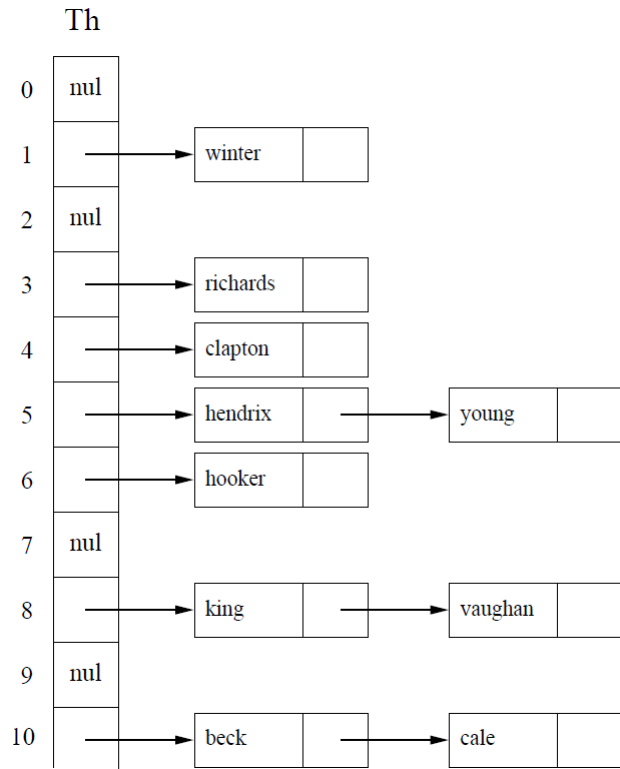 Th
0 nul
1 winter
2 nul
3 richards
4 clapton
5 hendrix young
6 hooker
7 nul
8 king vaughan
9 nul
10 beck cale